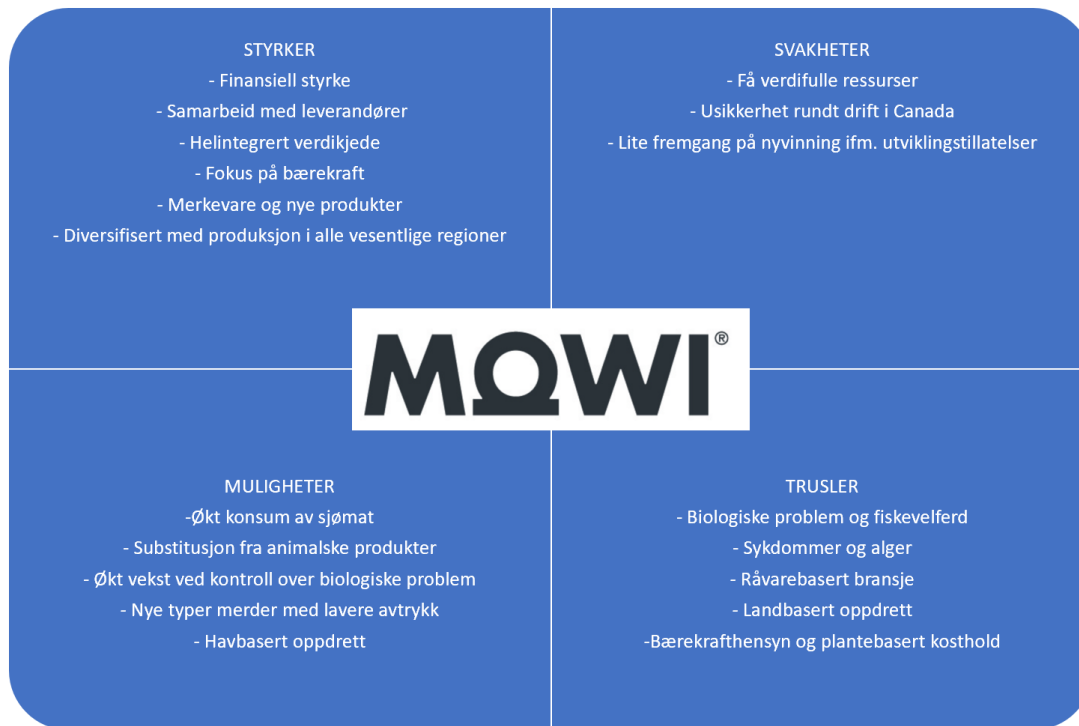 STYRKER
- Finansiell styrke
- Samarbeid med leverandører
- Helintegrert verdikjede
- Fokus på bærekraft
- Merkevare og nye produkter
- Diversifisert med produksjon i alle vesentlige regioner
SVAKHETER
- Få verdifulle ressurser
- Usikkerhet rundt drift i Canada
- Lite fremgang på nyvinning ifm. utviklingstillatelser
MOWI®
MULIGHETER
-Økt konsum av sjømat
- Substitusjon fra animalske produkter
- Økt vekst ved kontroll over biologiske problem
- Nye typer merder med lavere avtrykk
- Havbasert oppdrett
TRUSLER
- Biologiske problem og fiskevelferd
- Sykdommer og alger
- Råvarebasert bransje
- Landbasert oppdrett
-Bærekrafthensyn og plantebasert kosthold